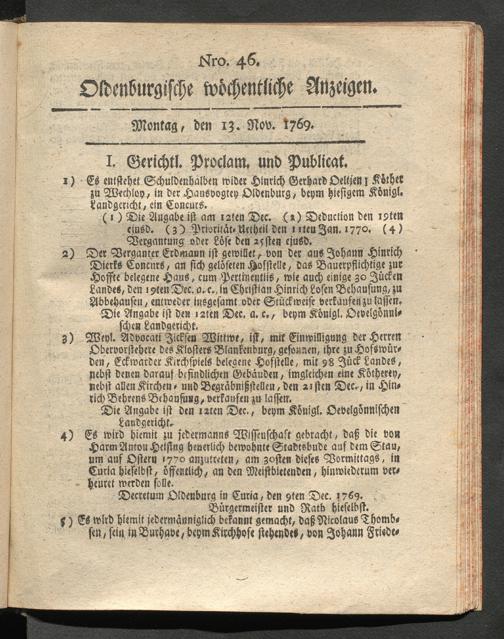 Nro. 46.
Oldenburgische wöchentliche Anzeigen.
Montag, den 13. Nov. 1769.
I. Gerichtl. Proclam. und Publicat.
1) Es entstehet Schuldenhalben wider Hinrich Gerhard Oeltjen, Köther
zu Wechloy, in der Hausvogtey Oldenburg, beym hiesigem Königl.
Landgericht, ein Concurs.
(1) Die Angabe ist am 12ten Dec. (2) Deduction den 19ten
ejusd. (3) Priorität-Urtheil den 11ten Jan. 1770. (4)
Vergantung oder Löse den 25sten ejusd.
2) Der Verganter Erdmann ist gewillet, von der aus Johann Hinrich
Dierks Concurs, an sich gelöseten Hofstelle, das Bauerpflichtige zur
Hoffe belegene Haus, cum Pertinentiis, wie auch einige 30 Jücken
Landes, den 19ten Dec. a. c. in Christian Hinrich Losen Behausung, zu
Abbehausen, entweder insgesamt oder Stückweise verkaufen zu lassen.
Die Angabe ist den 12ten Dec. a. c., beym Königl. Oevelgönni-
schen Landgericht.
3) Weyl. Advocati Jicksen Wittwe, ist, mit Einwilligung der Herren
Obervorstehere des Klosters Blankenburg, gesonnen, ihre zu Hofswür-
den, Eckwarder Kirchspiels belegene Hofstelle, mit 98 Jück Landes,
nebst denen darauf befindlichen Gebäuden, imgleichen eine Kötherey,
nebst allen Kirchen- und Begräbnißstellen, den 21sten Dec., in Hin-
rich Behrens Behausung, verkaufen zu lassen.
Die Angabe ist den 12ten Dec., beym Königl. Oevelgönnischen
Landgericht.
4) Es wird hiemit zu jedermanns Wissenschaft gebracht, daß die von
Harm Anton Helfing heuerlich bewohnte Stadtsbude auf dem Stau,
um auf Ostern 1770 anzutreten, am 30sten dieses Vormittags, in
Curia hieselbst, öffentlich, an den Meistbietenden, hinwiederum ver-
heuret werden solle.
Decretum Oldenburg in Curia, den 9ten Dec. 1769.
Bürgermeister und Rath hieselbst.
5) Es wird hiemit jedermänniglich bekannt gemacht, daß Nicolaus Thomb-
sen, sein in Burhave, beym Kirchhofe stehendes, von Johann Friede-